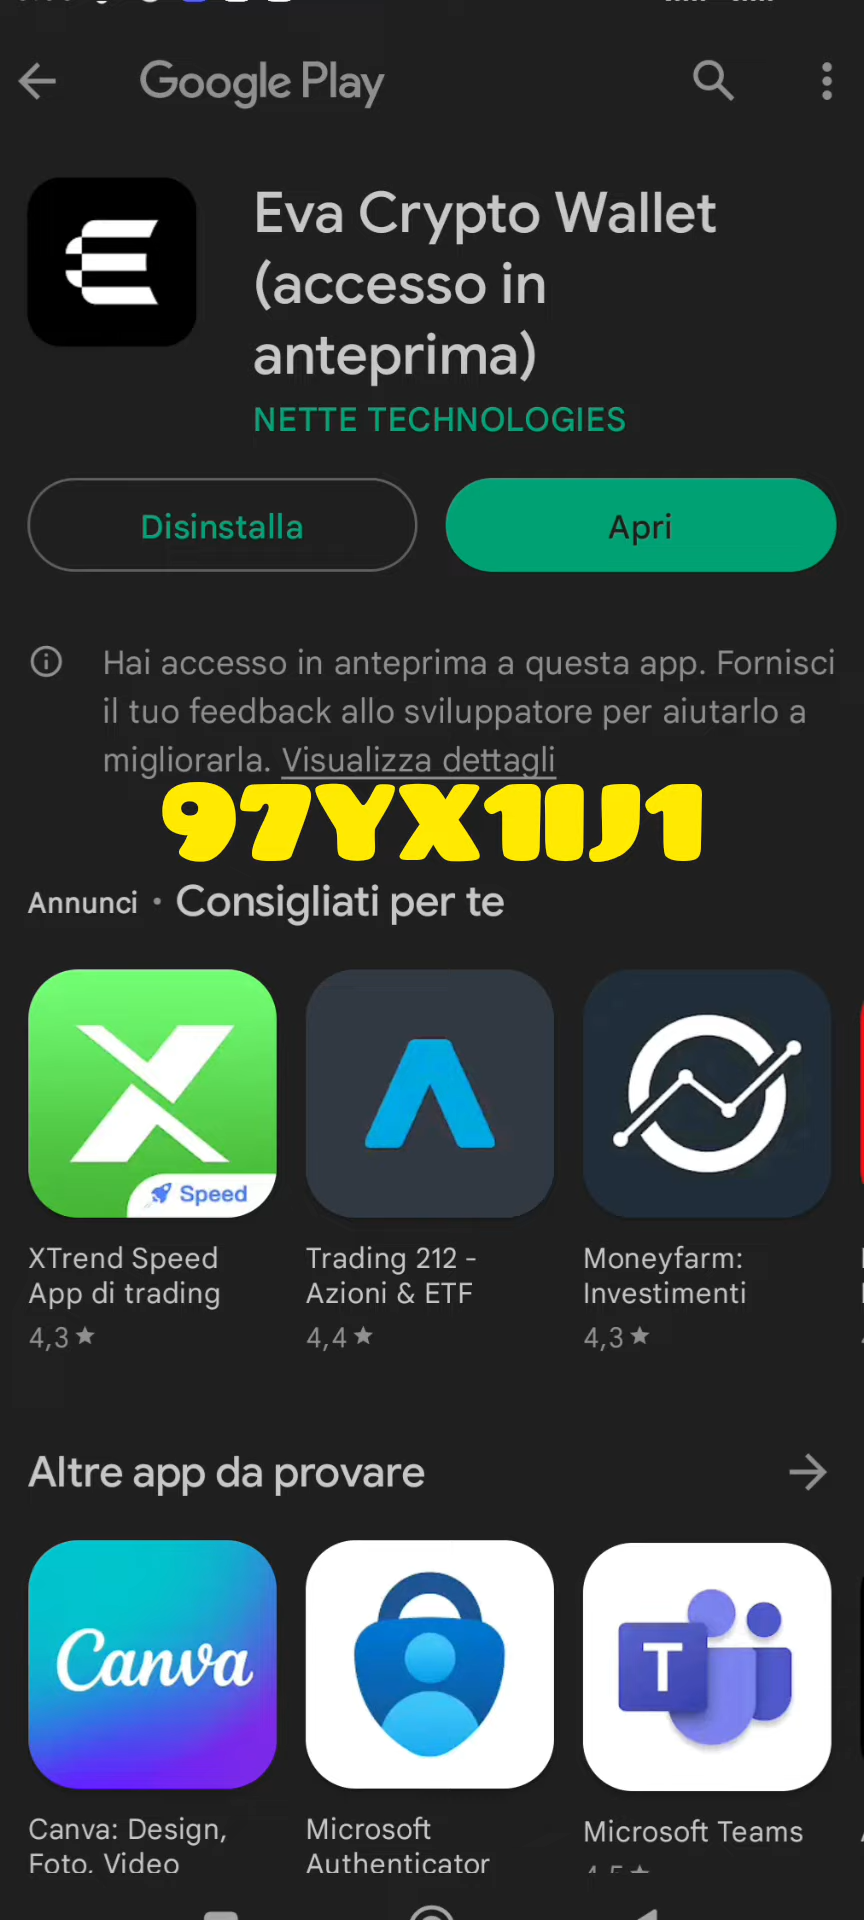 Google Play
Eva Crypto Wallet
(accesso in
anteprima)
NETTE TECHNOLOGIES
Disinstalla
Apri
Hai accesso in anteprima a questa app. Fornisci
il tuo feedback allo sviluppatore per aiutarlo a
migliorarla. Visualizza dettagli
97YX1IJ1
Annunci • Consigliati per te
Speed
XTrend Speed
App di trading
4,3 ★
Trading 212 -
Azioni & ETF
4,4 ★
Moneyfarm:
Investimenti
4,3 ★
Altre app da provare
Canva
T
Canva: Design,
Foto, Video
Microsoft
Authenticator
Microsoft Teams
4,5 ★